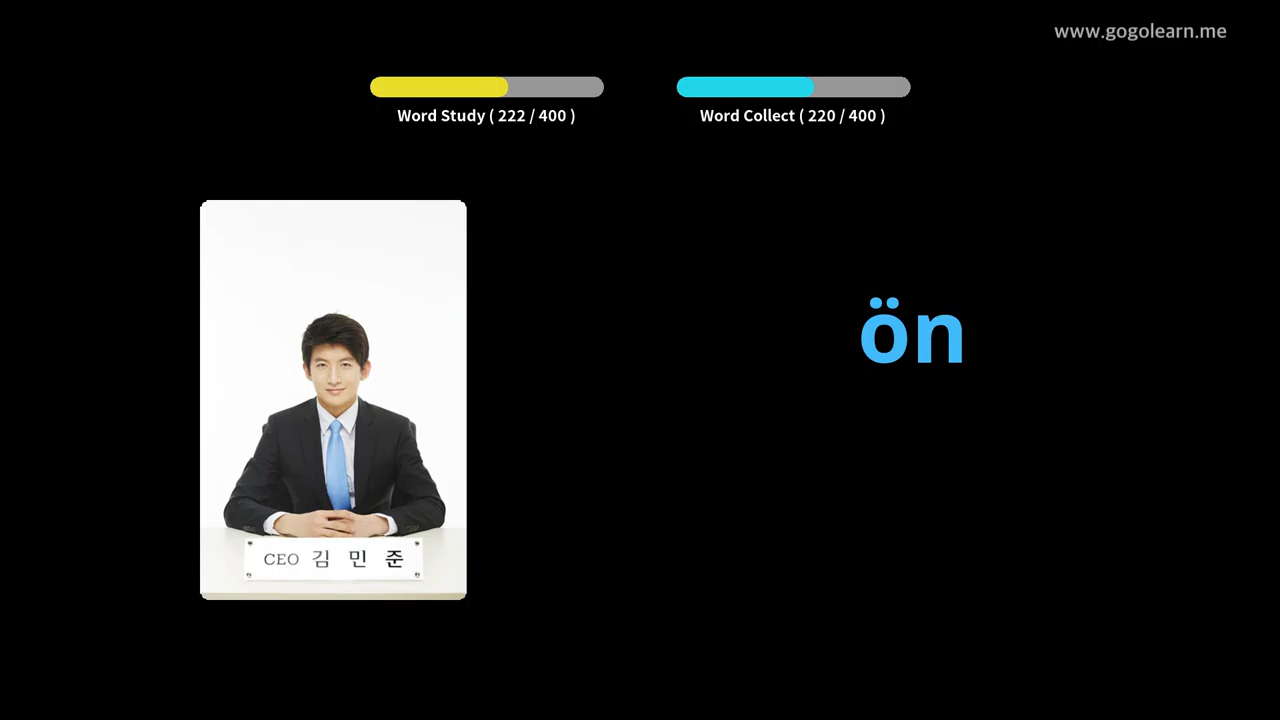 www.gogolearn.me
Word Study ( 222 / 400 )
Word Collect ( 220 / 400 )
ön
CEO 김 민 준